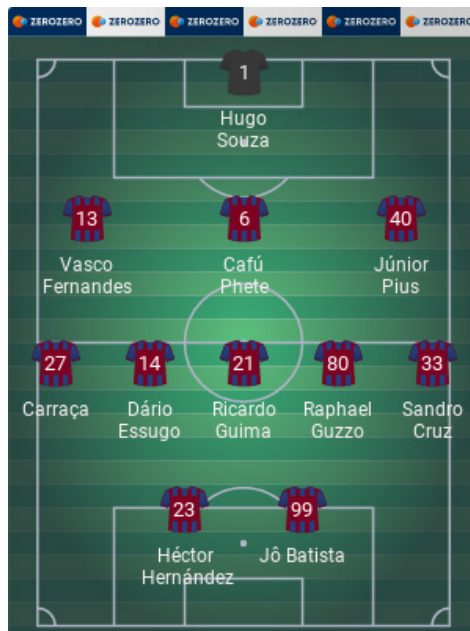 ZEROZERO ZEROZERO ZEROZERO ZEROZERO ZEROZERO ZEROZERO
1
Hugo
Souza
13 6 40
Vasco Cafú Júnior
Fernandes Phete Pius
27 14 21 80 33
Carraça Dário Ricardo Raphael Sandro
Essugo Guima Guzzo Cruz
23 99
Héctor Jô Batista
Hernández